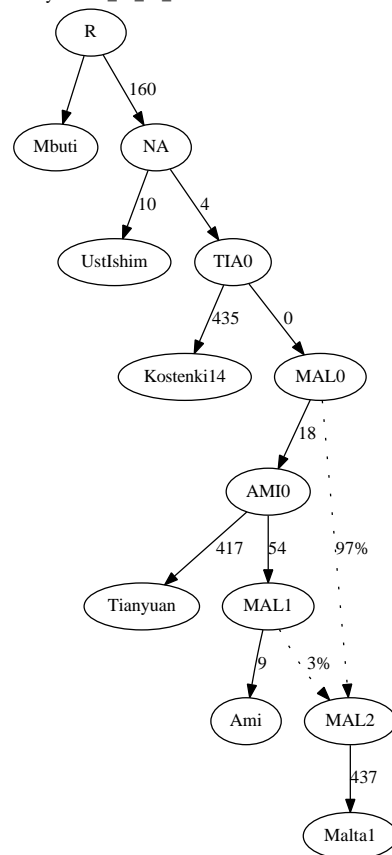 R
160
Mbuti
NA
10
4
UstIshim
TIA0
435
0
Kostenki14
MAL0
18
AMI0
97%
417
54
Tianyuan
MAL1
9
3%
Ami
MAL2
437
Malta1